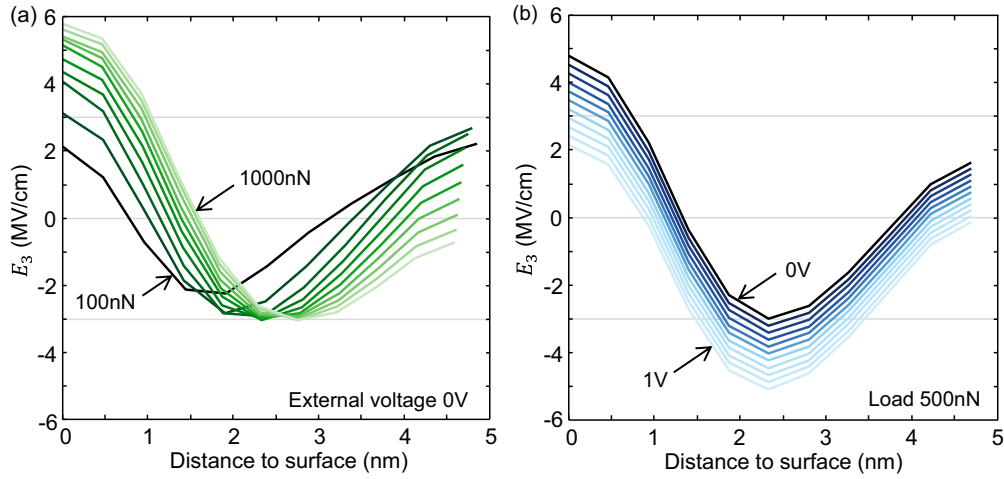 (a)
6
4
2
0
-2
-4
-6
E3 (MV/cm)
1000nN
100nN
External voltage 0V
0
1
2
3
4
5
Distance to surface (nm)
(b)
6
4
2
0
-2
-4
-6
E3 (MV/cm)
0V
1V
Load 500nN
0
1
2
3
4
5
Distance to surface (nm)